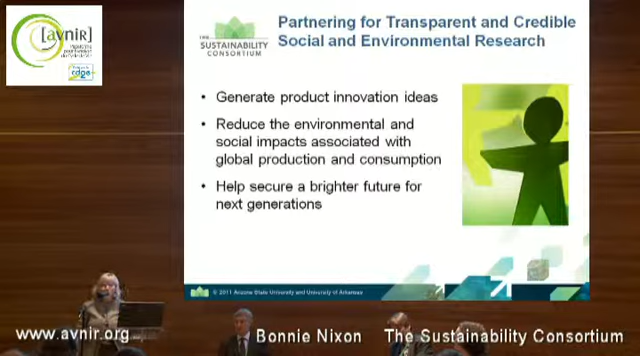 [avnir]
THE
SUSTAINABILITY
CONSORTIUM
Partnering for Transparent and Credible
Social and Environmental Research
• Generate product innovation ideas
• Reduce the environmental and
social impacts associated with
global production and consumption
• Help secure a brighter future for
next generations
© 2011 Arizona State University and University of Arkansas
www.avnir.org
Bonnie Nixon
The Sustainability Consortium